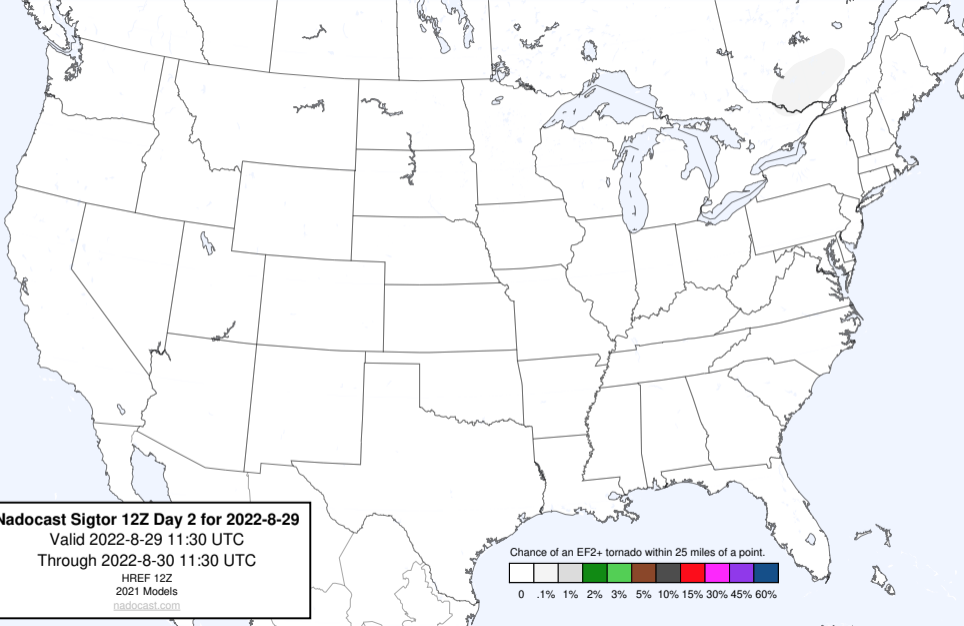 Nadocast Sigtor 12Z Day 2 for 2022-8-29
Valid 2022-8-29 11:30 UTC
Through 2022-8-30 11:30 UTC
HREF 12Z
2021 Models
nadocast.com
Chance of an EF2+ tornado within 25 miles of a point.
0 .1% 1% 2% 3% 5% 10% 15% 30% 45% 60%